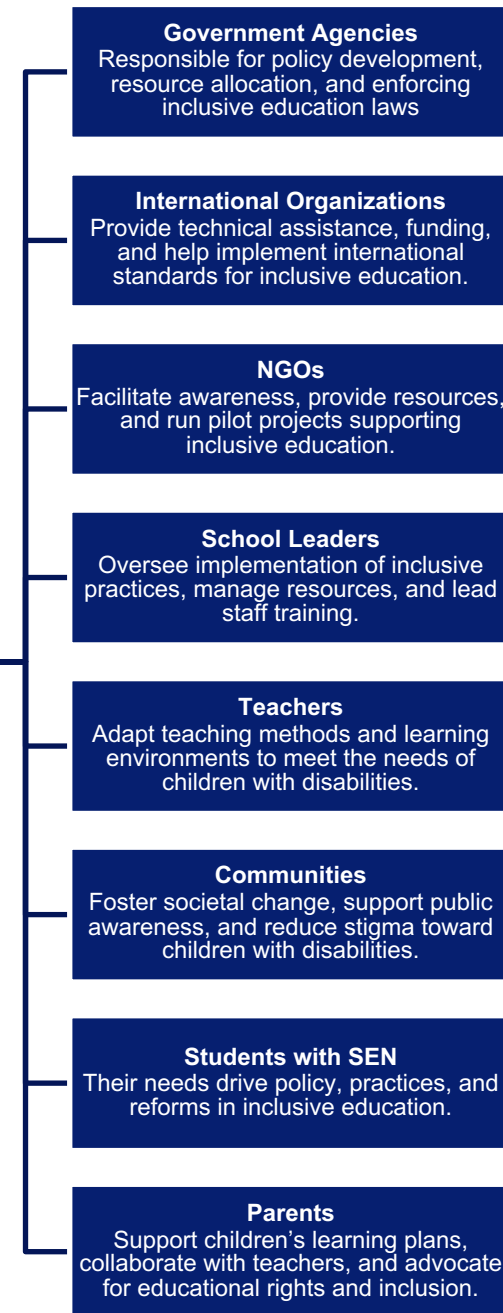 Government Agencies
Responsible for policy development,
resource allocation, and enforcing
inclusive education laws
International Organizations
Provide technical assistance, funding,
and help implement international
standards for inclusive education.
NGOs
Facilitate awareness, provide resources,
and run pilot projects supporting
inclusive education.
School Leaders
Oversee implementation of inclusive
practices, manage resources, and lead
staff training.
Teachers
Adapt teaching methods and learning
environments to meet the needs of
children with disabilities.
Communities
Foster societal change, support public
awareness, and reduce stigma toward
children with disabilities.
Students with SEN
Their needs drive policy, practices, and
reforms in inclusive education.
Parents
Support children’s learning plans,
collaborate with teachers, and advocate
for educational rights and inclusion.